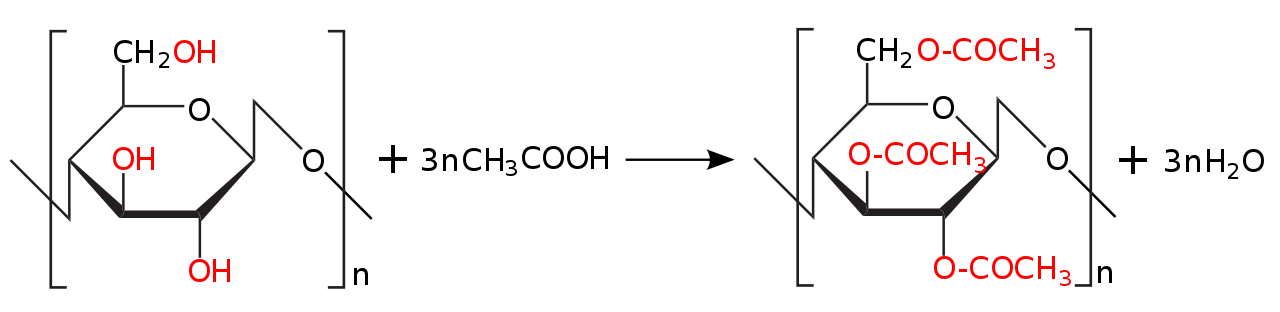 CH₂OH
O
OH
O
OH
n
+ 3nCH₃COOH
CH₂O-COCH₃
O
O-COCH₃
O
O-COCH₃
n
+ 3nH₂O